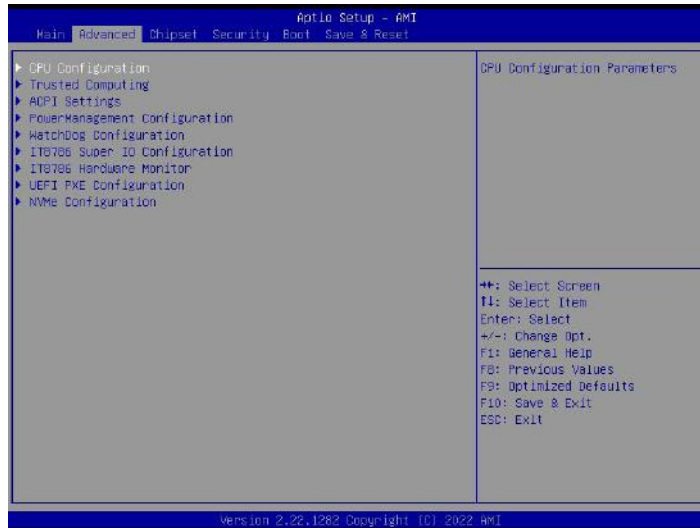 Aptio Setup - AMI
Main Advanced Chipset Security Boot Save & Reset
CPU Configuration
Trusted Computing
ACPI Settings
PowerManagement Configuration
WatchDog Configuration
IT8786 Super IO Configuration
IT8786 Hardware Monitor
UEFI PXE Configuration
NVMe Configuration
CPU Configuration Parameters
→←: Select Screen
↑↓: Select Item
Enter: Select
+/-: Change Opt.
F1: General Help
F8: Previous Values
F9: Optimized Defaults
F10: Save & Exit
ESC: Exit
Version 2.22.1282 Copyright (C) 2022 AMI